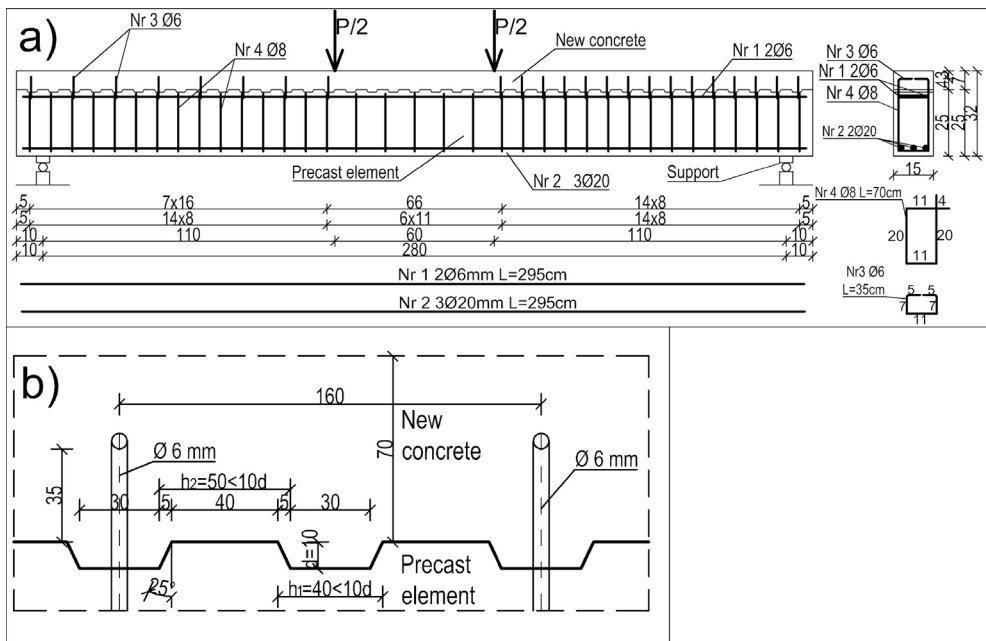 a)
Nr 3 Ø6
Nr 4 Ø8
P/2
P/2
New concrete
Nr 1 2Ø6
Precast element
Nr 2 3Ø20
Support
Nr 3 Ø6
Nr 1 2Ø6
Nr 4 Ø8
Nr 2 2Ø20
25
25
32
15
5 7x16 66 14x8 5
5 14x8 6x11 14x8 5
10 110 60 110 10
10 280 10
Nr 1 2Ø6mm L=295cm
Nr 2 3Ø20mm L=295cm
Nr 4 Ø8 L=70cm
11 4
20 20
11
Nr3 Ø6
L=35cm
5 5
7 7
11
b)
160
New
concrete
70
Ø 6 mm
Ø 6 mm
35
h2=50<10d
30 5 40 5 30
d=10
Precast
element
25°
h1=40<10d